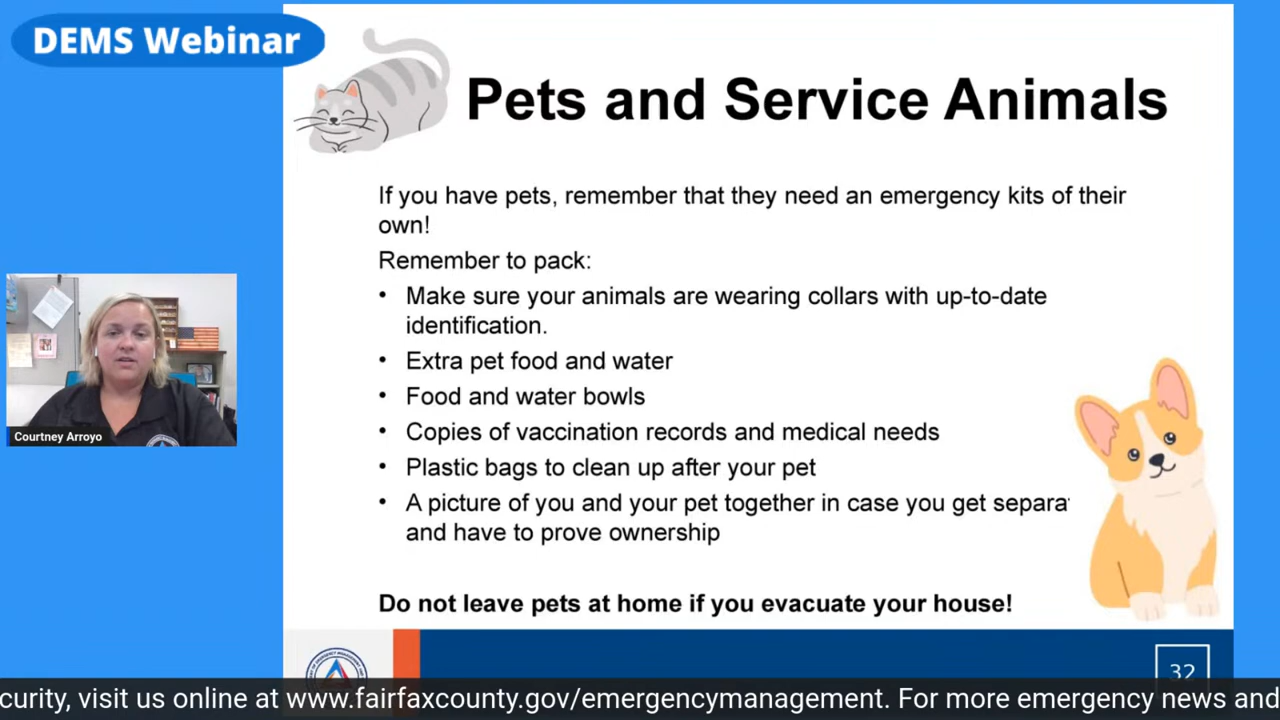 DEMS Webinar
Pets and Service Animals
If you have pets, remember that they need an emergency kits of their
own!
Remember to pack:
• Make sure your animals are wearing collars with up-to-date
identification.
• Extra pet food and water
• Food and water bowls
• Copies of vaccination records and medical needs
• Plastic bags to clean up after your pet
• A picture of you and your pet together in case you get separa
and have to prove ownership
Do not leave pets at home if you evacuate your house!
Courtney Arroyo
32
curity, visit us online at www.fairfaxcounty.gov/emergencymanagement. For more emergency news and